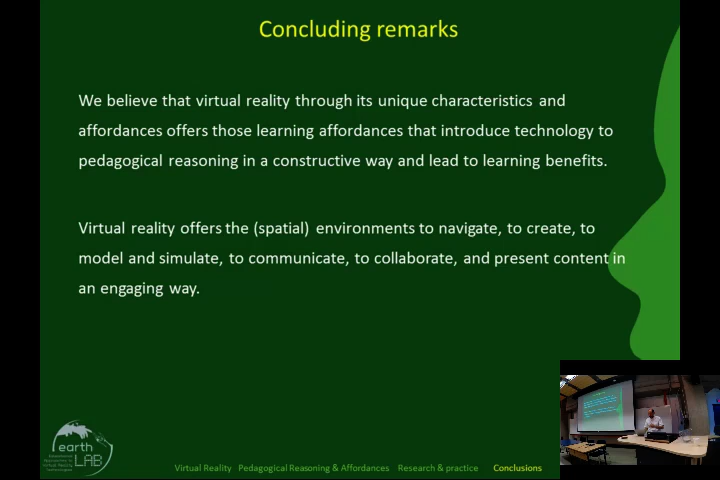 Concluding remarks
We believe that virtual reality through its unique characteristics and
affordances offers those learning affordances that introduce technology to
pedagogical reasoning in a constructive way and lead to learning benefits.
Virtual reality offers the (spatial) environments to navigate, to create, to
model and simulate, to communicate, to collaborate, and present content in
an engaging way.
earth
LAB
Virtual Reality Pedagogical Reasoning & Affordances Research & practice Conclusions